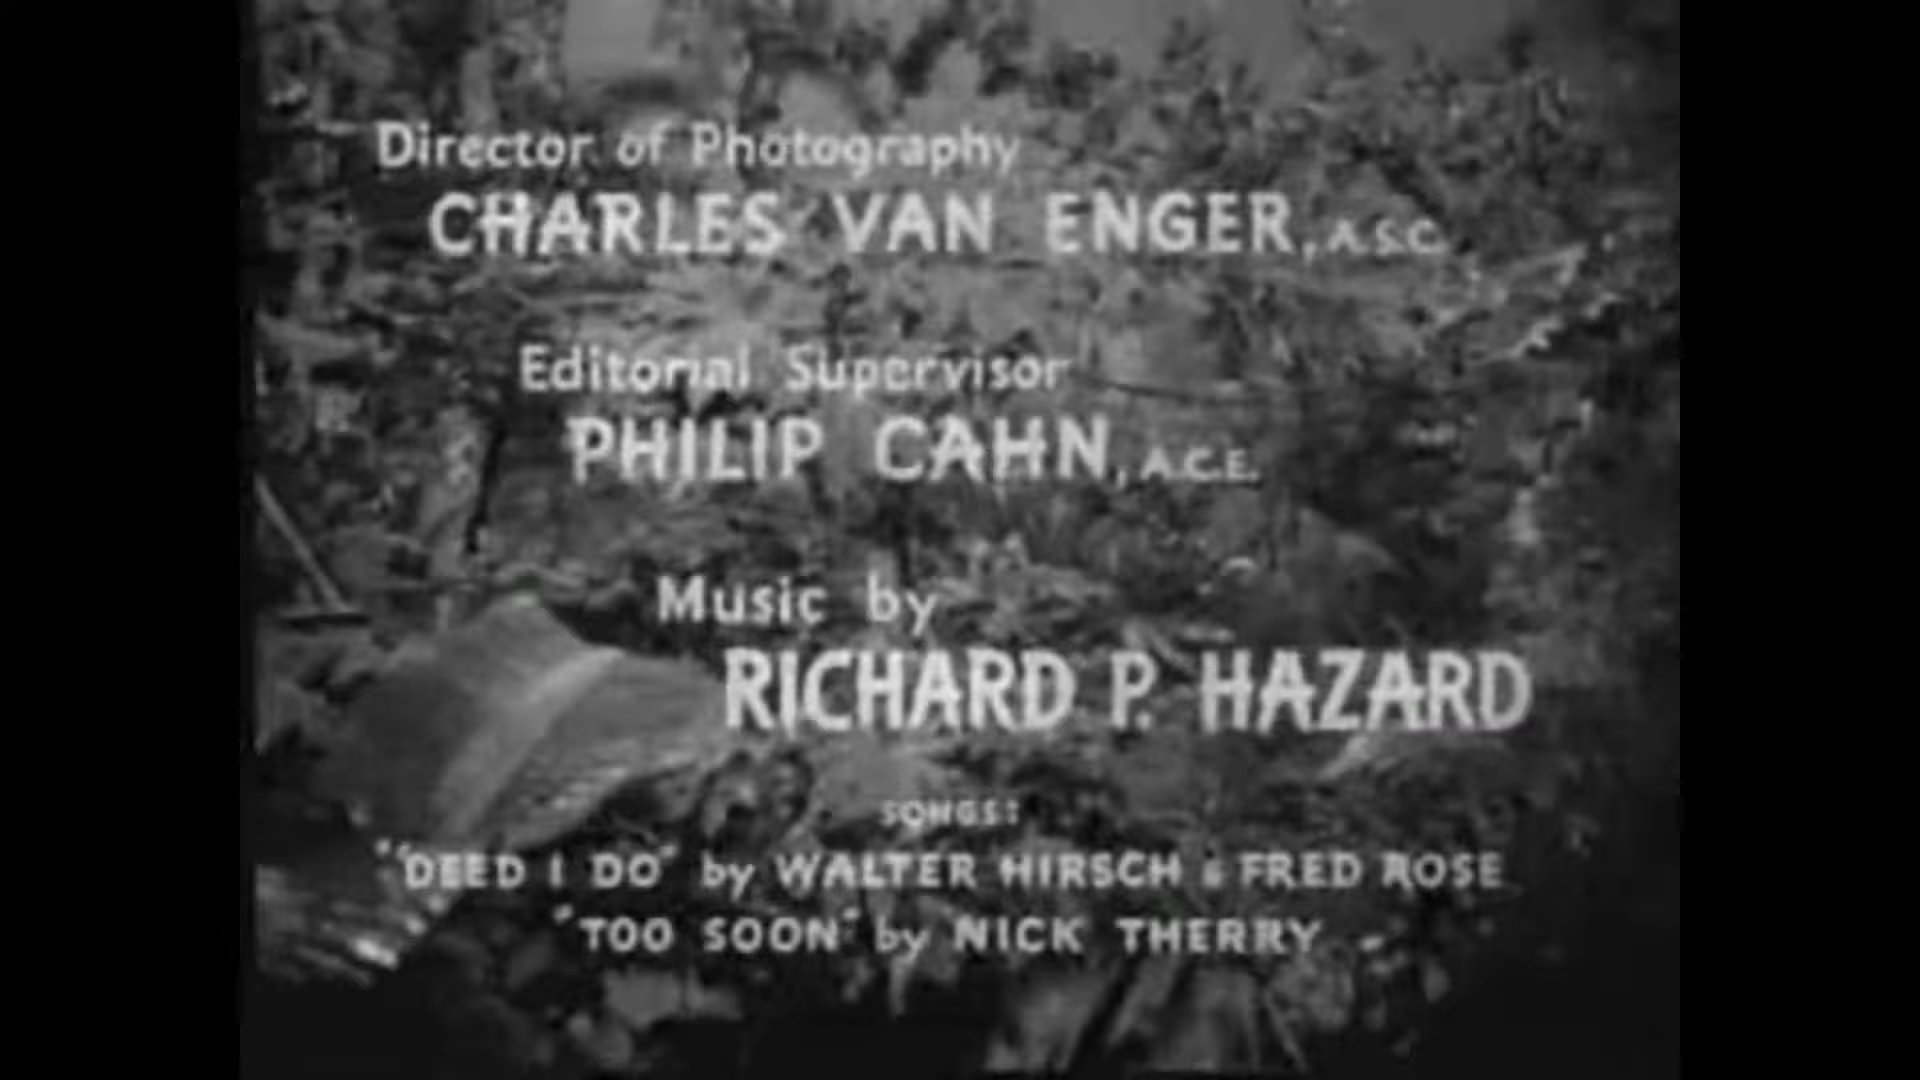 Director of Photography
CHARLES VAN ENGER, A.S.C.
Editorial Supervisor
PHILIP CAHN, A.C.E.
Music by
RICHARD P. HAZARD
SONGS:
"'DEED I DO" by WALTER HIRSCH & FRED ROSE
"TOO SOON" by NICK THERRY